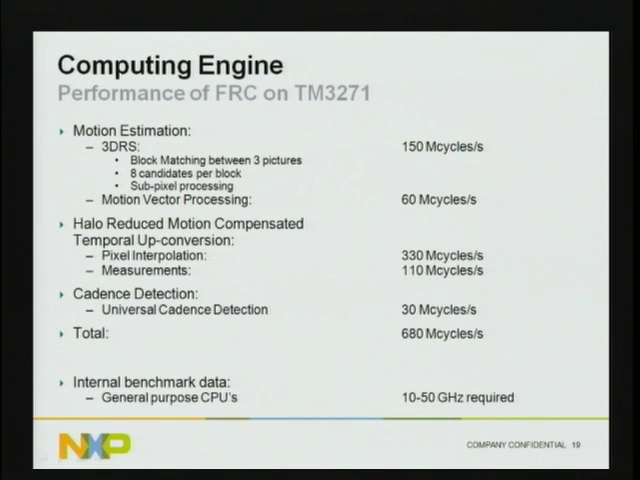 Computing Engine
Performance of FRC on TM3271
Motion Estimation:
– 3DRS: 150 Mcycles/s
• Block Matching between 3 pictures
• 8 candidates per block
• Sub-pixel processing
– Motion Vector Processing: 60 Mcycles/s
Halo Reduced Motion Compensated
Temporal Up-conversion:
– Pixel Interpolation: 330 Mcycles/s
– Measurements: 110 Mcycles/s
Cadence Detection:
– Universal Cadence Detection 30 Mcycles/s
Total: 680 Mcycles/s
Internal benchmark data:
– General purpose CPU's 10-50 GHz required
NXP
COMPANY CONFIDENTIAL 19